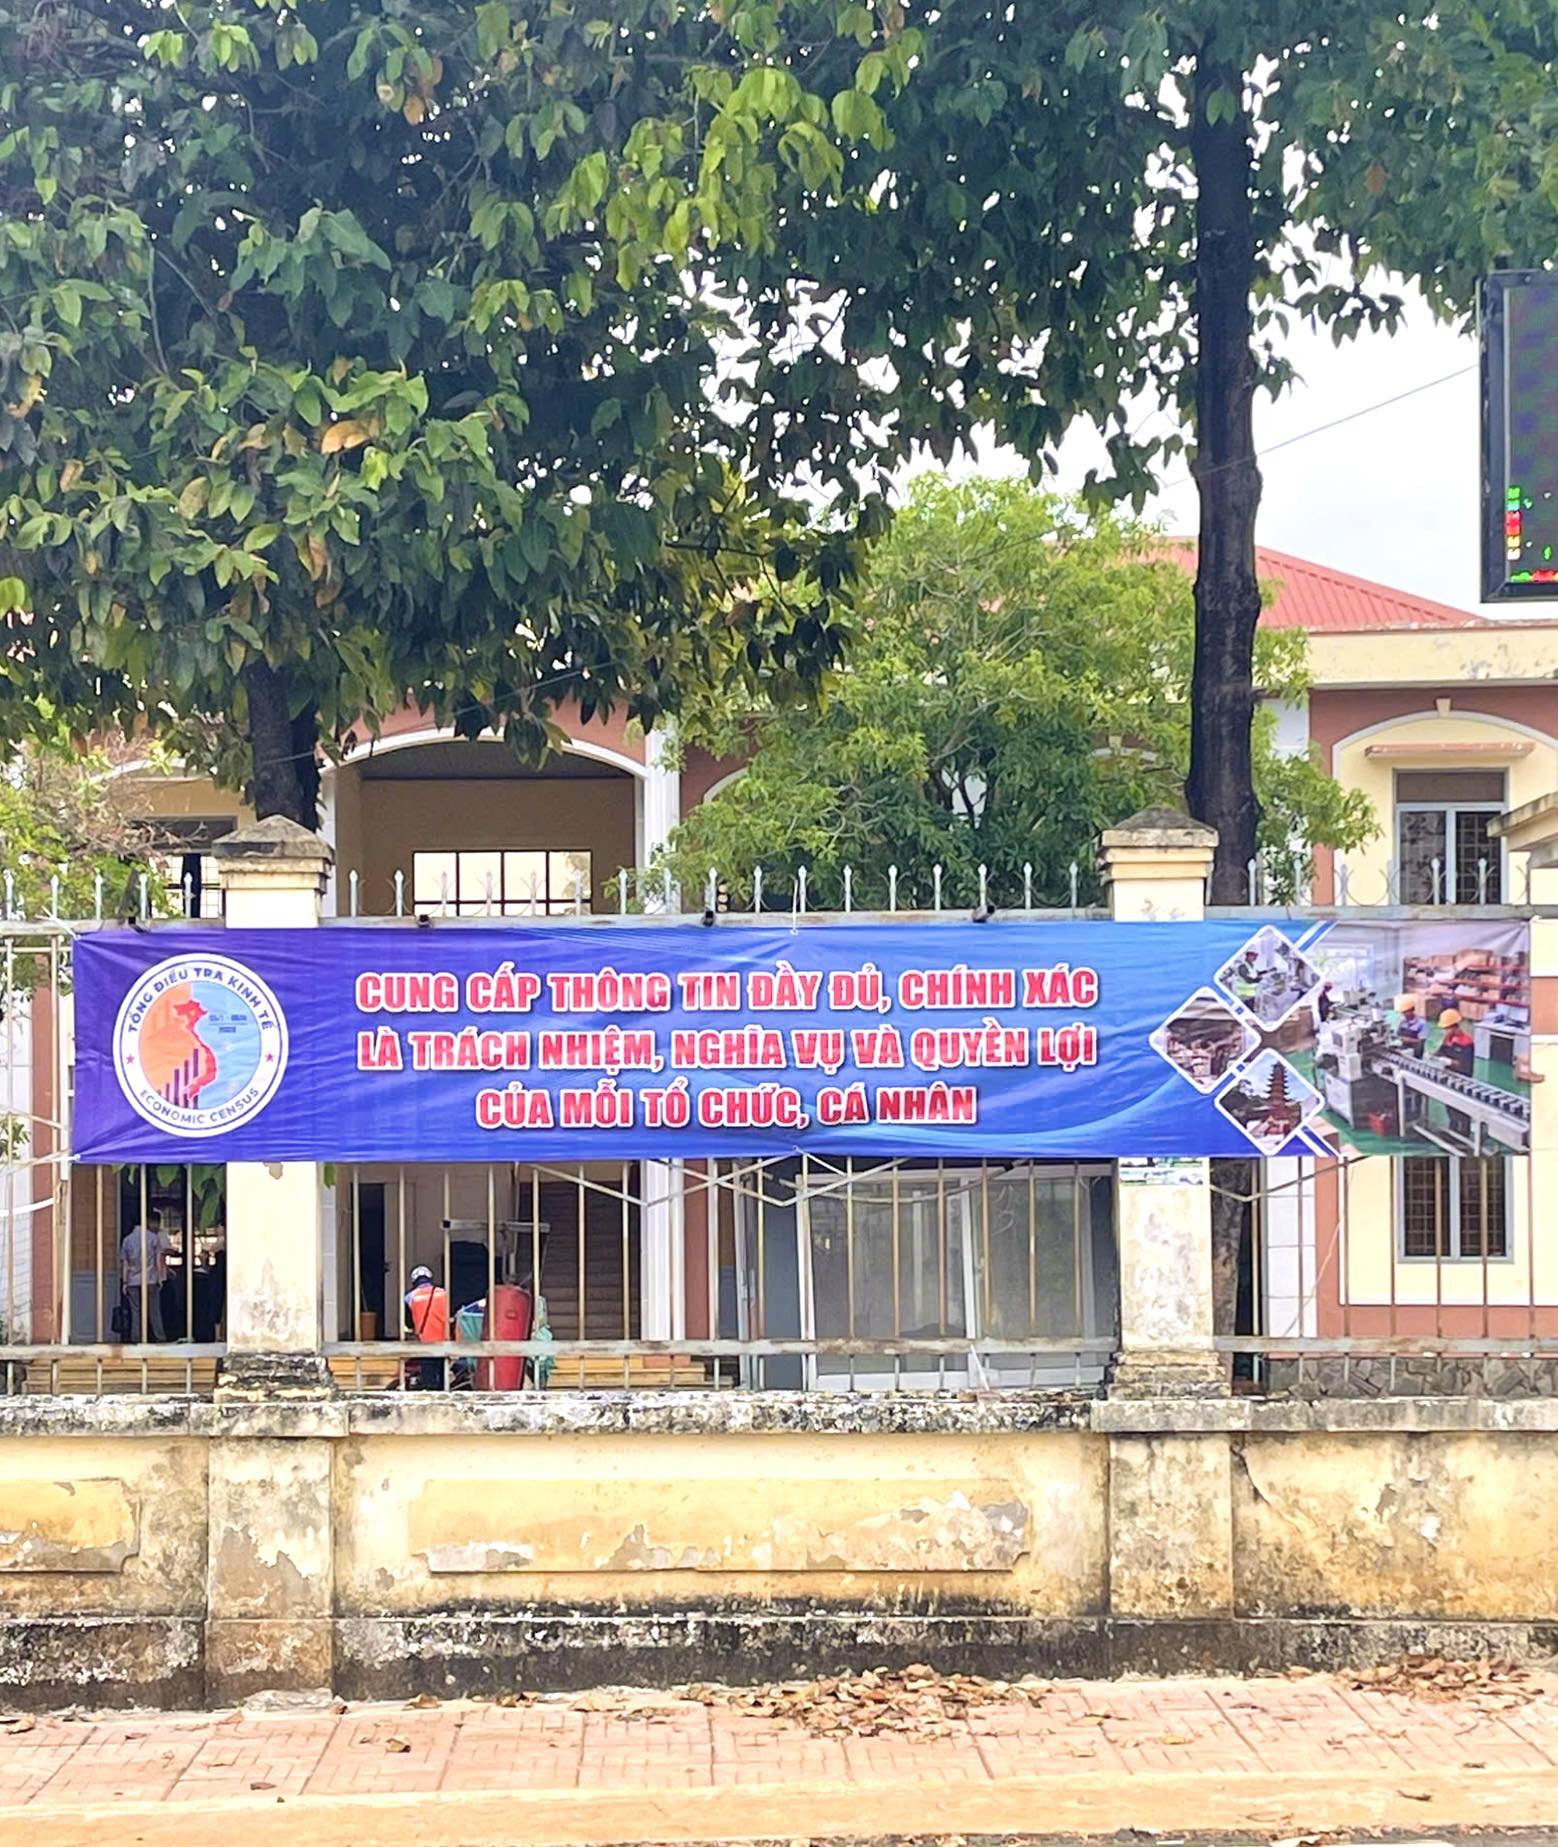 TỔNG ĐIỀU TRA KINH TẾ
ECONOMIC CENSUS
CUNG CẤP THÔNG TIN ĐẦY ĐỦ, CHÍNH XÁC
LÀ TRÁCH NHIỆM, NGHĨA VỤ VÀ QUYỀN LỢI
CỦA MỖI TỔ CHỨC, CÁ NHÂN